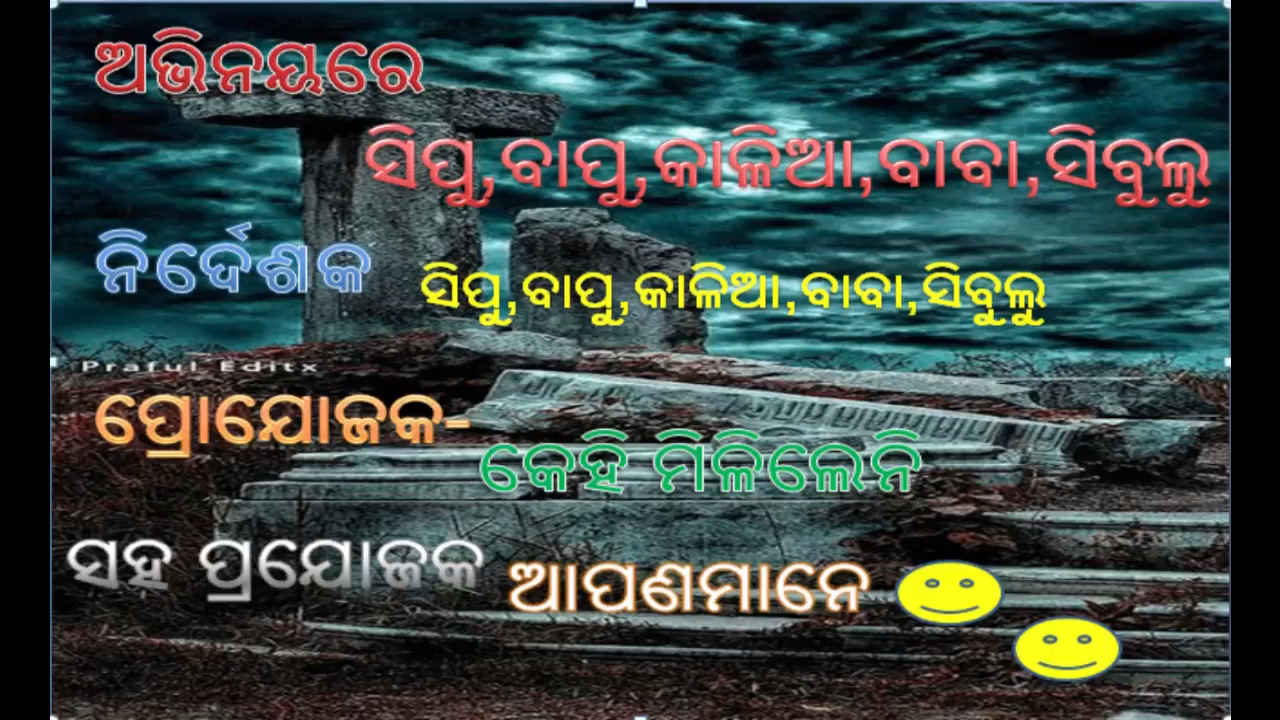 ଅଭିନୟରେ
ସିପୁ,ବାପୁ,କାଳିଆ,ବାବା,ସିବୁଲୁ
ନିର୍ଦେଶକ
ସିପୁ,ବାପୁ,କାଳିଆ,ବାବା,ସିବୁଲୁ
Praful Editx
ପ୍ରୋଯୋଜକ-
କେହି ମିଳିଲେନି
ସହ ପ୍ରଯୋଜକ
ଆପଣମାନେ